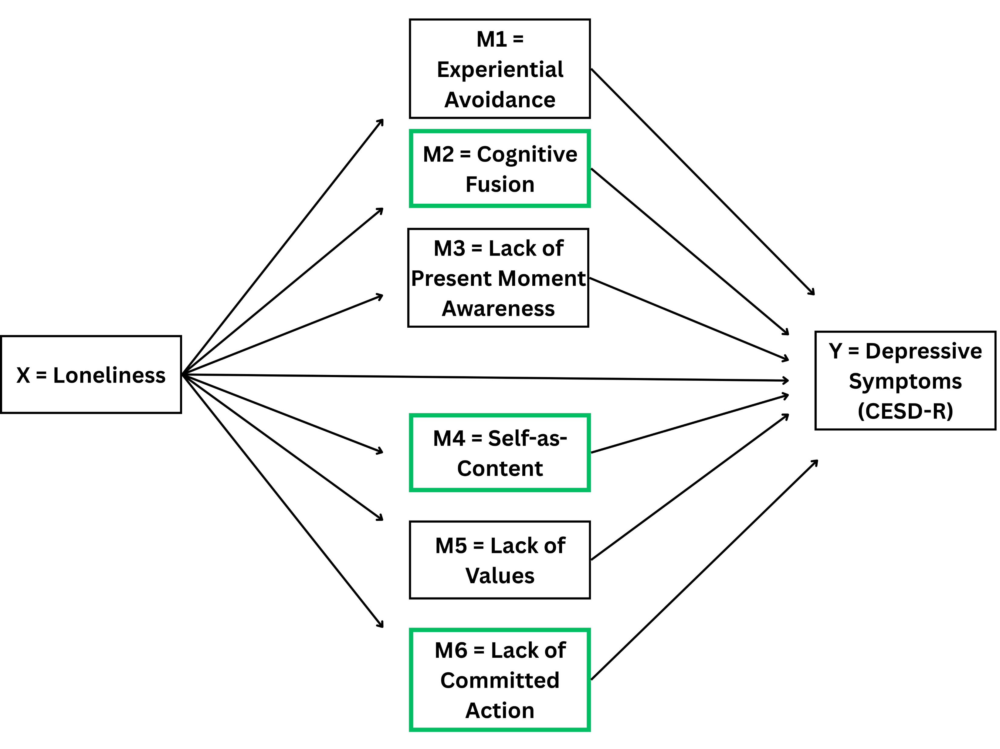 M1 =
Experiential
Avoidance
M2 = Cognitive
Fusion
M3 = Lack of
Present Moment
Awareness
X = Loneliness
Y = Depressive
Symptoms
(CESD-R)
M4 = Self-as-
Content
M5 = Lack of
Values
M6 = Lack of
Committed
Action